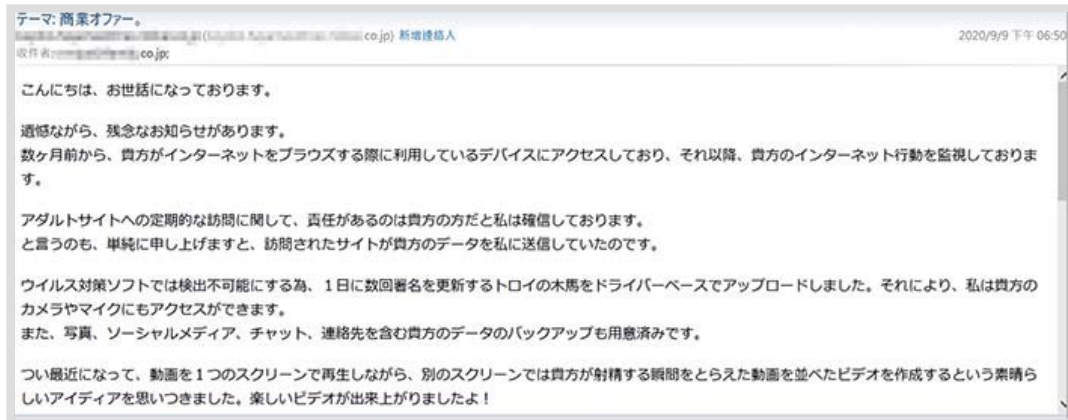 テーマ: 商業オファー。
co.jp) 新增連絡人
2020/9/9 下午 06:50
收件者: co.jp;
こんにちは、お世話になっております。
遺憾ながら、残念なお知らせがあります。
数ヶ月前から、貴方がインターネットをブラウズする際に利用しているデバイスにアクセスしており、それ以降、貴方のインターネット行動を監視しておりま
す。
アダルトサイトへの定期的な訪問に関して、責任があるのは貴方の方だと私は確信しております。
と言うのも、単純に申し上げますと、訪問されたサイトが貴方のデータを私に送信していたのです。
ウイルス対策ソフトでは検出不可能にする為、１日に数回署名を更新するトロイの木馬をドライバーベースでアップロードしました。それにより、私は貴方の
カメラやマイクにもアクセスができます。
また、写真、ソーシャルメディア、チャット、連絡先を含む貴方のデータのバックアップも用意済みです。
つい最近になって、動画を１つのスクリーンで再生しながら、別のスクリーンでは貴方が射精する瞬間をとらえた動画を並べたビデオを作成するという素晴ら
しいアイディアを思いつきました。楽しいビデオが出来上がりましたよ！